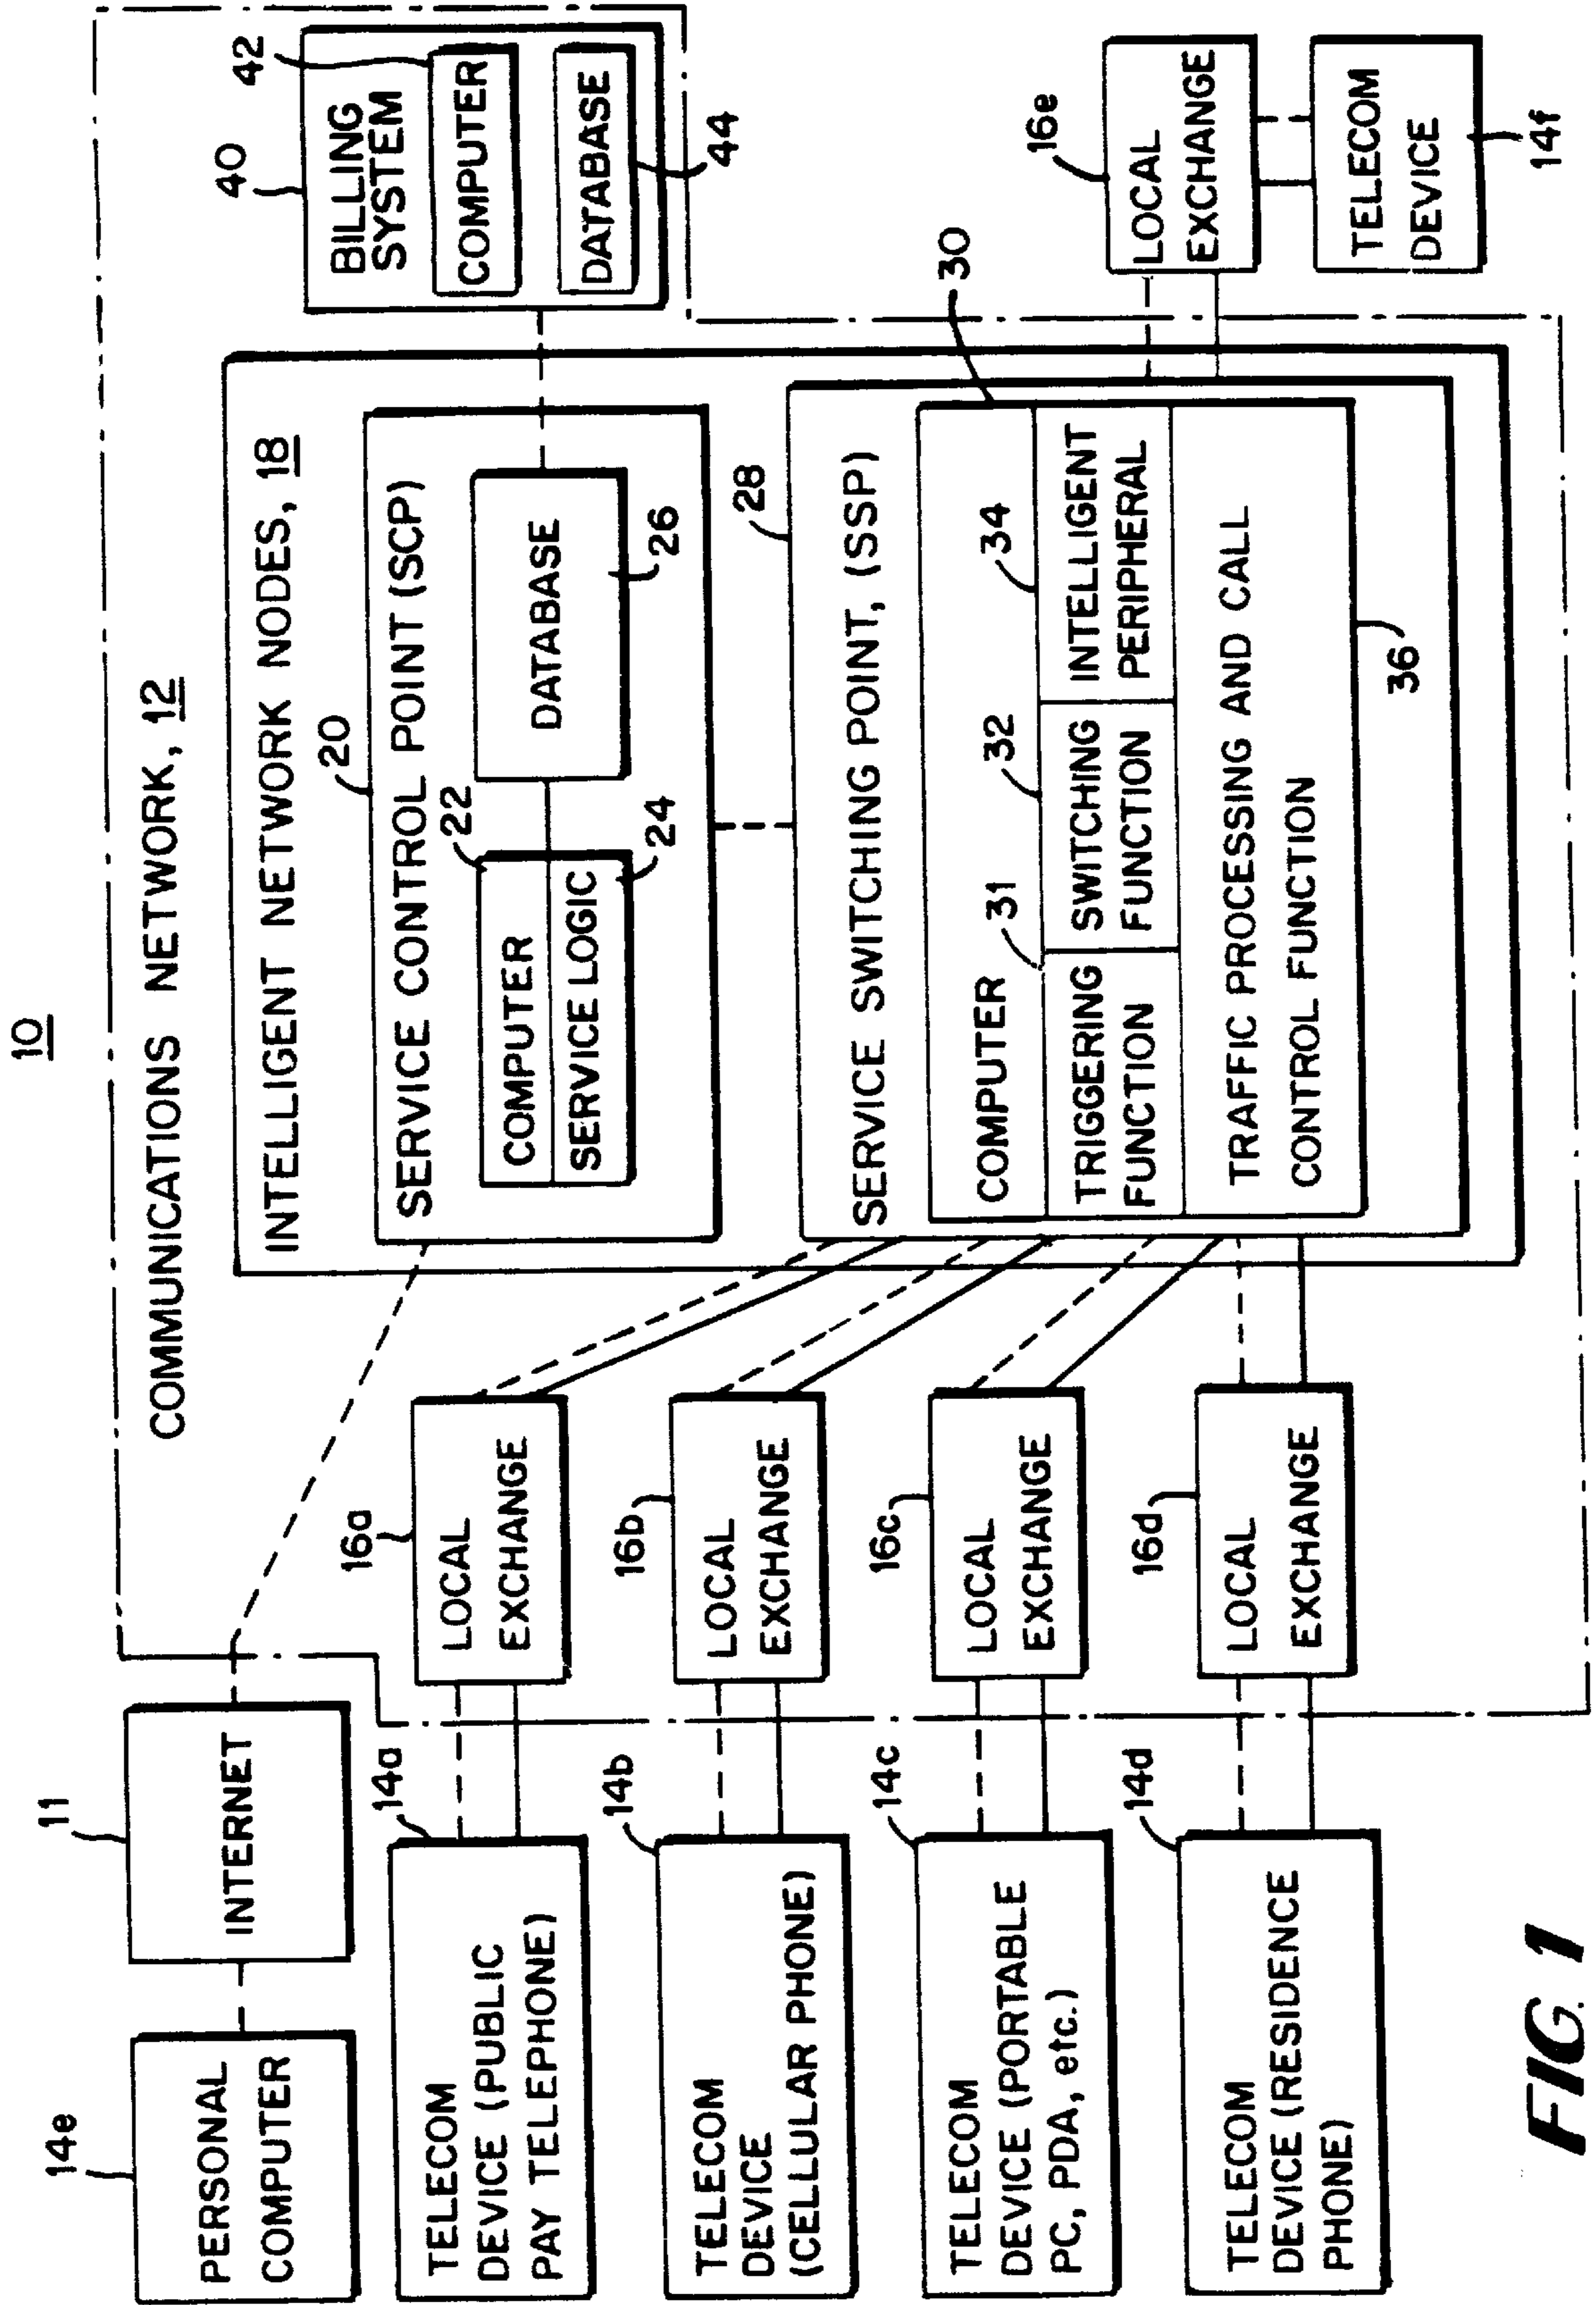 10
COMMUNICATIONS NETWORK, 12
INTELLIGENT NETWORK NODES, 18
20
SERVICE CONTROL POINT (SCP)
22
COMPUTER
SERVICE LOGIC
24
DATABASE
26
40
BILLING
SYSTEM
42
COMPUTER
DATABASE
44
28
SERVICE SWITCHING POINT, (SSP)
30
COMPUTER
31
32
34
TRIGGERING
FUNCTION
SWITCHING
FUNCTION
INTELLIGENT
PERIPHERAL
TRAFFIC PROCESSING AND CALL
CONTROL FUNCTION
36
14e
PERSONAL
COMPUTER
11
INTERNET
14a
TELECOM
DEVICE (PUBLIC
PAY TELEPHONE)
16a
LOCAL
EXCHANGE
14b
TELECOM
DEVICE
(CELLULAR PHONE)
16b
LOCAL
EXCHANGE
14c
TELECOM
DEVICE (PORTABLE
PC, PDA, etc.)
16c
LOCAL
EXCHANGE
14d
TELECOM
DEVICE (RESIDENCE
PHONE)
16d
LOCAL
EXCHANGE
16e
LOCAL
EXCHANGE
TELECOM
DEVICE
14f
FIG. 1